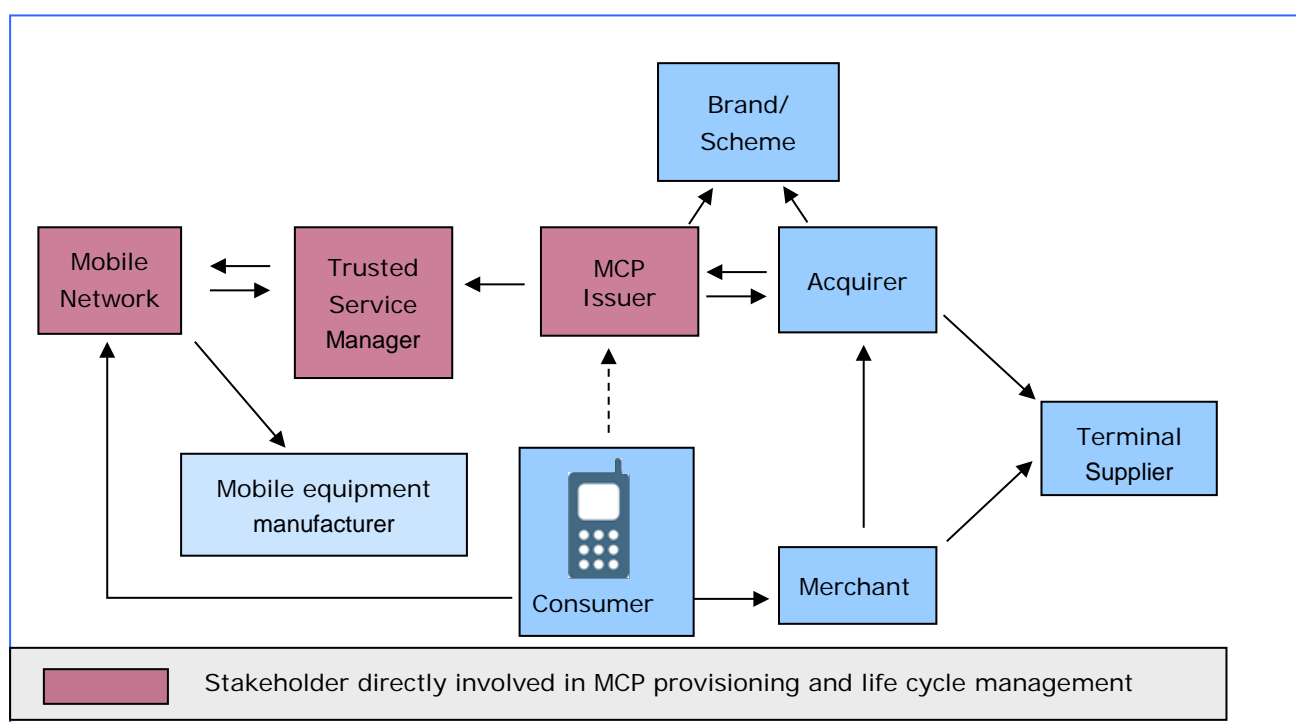 Brand/
Scheme
Mobile
Network
Trusted
Service
Manager
MCP
Issuer
Acquirer
Terminal
Supplier
Mobile equipment
manufacturer
Consumer
Merchant
Stakeholder directly involved in MCP provisioning and life cycle management